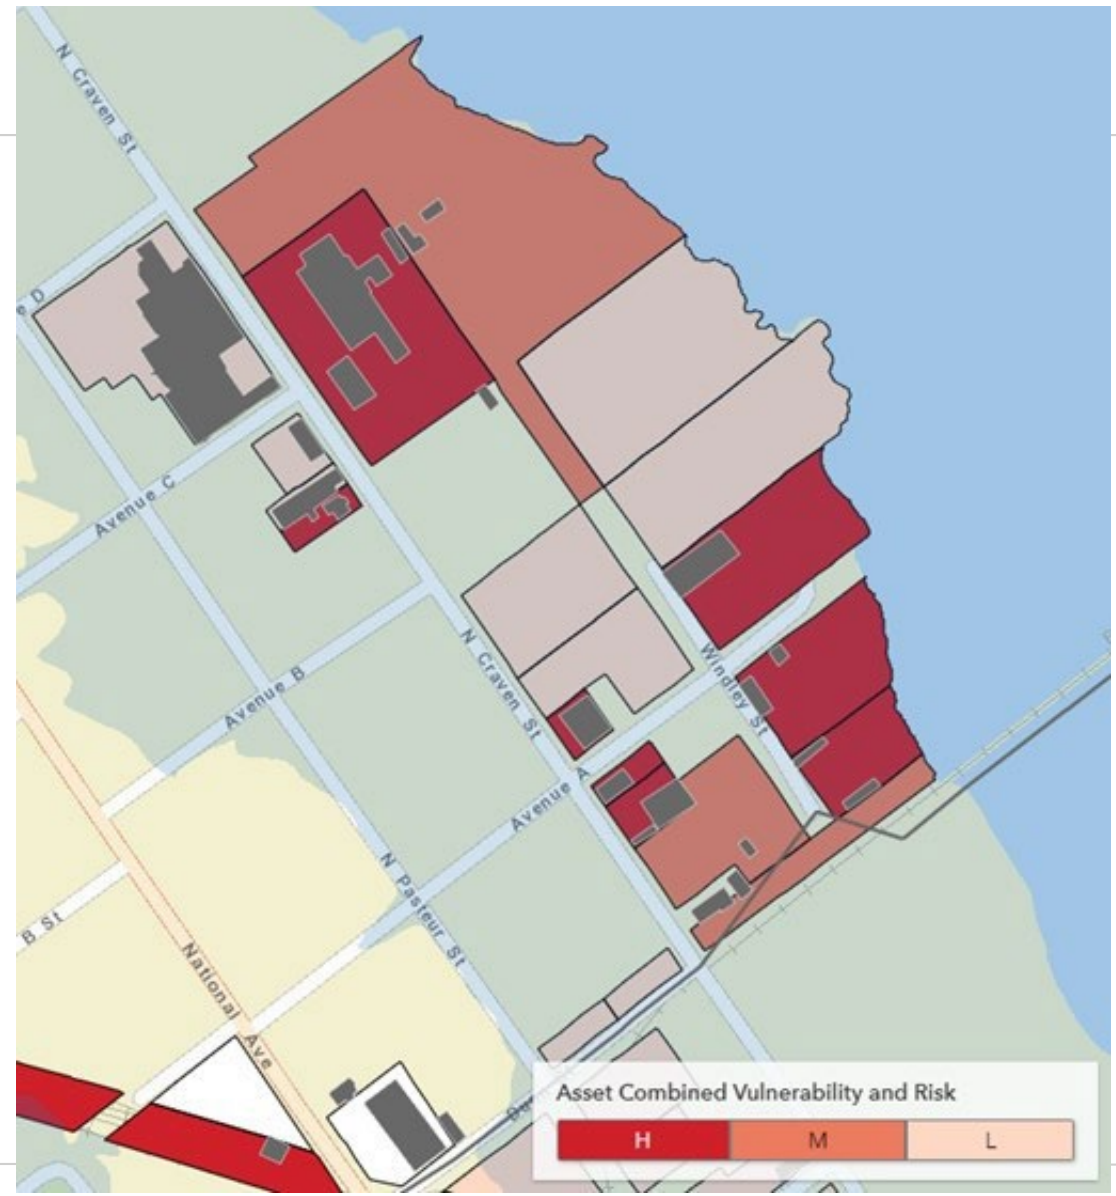 N Craven St
e D
Avenue C
Avenue B
N Craven St
Windley St
Avenue A
N Pasteur St
B St
National Ave
Asset Combined Vulnerability and Risk
H M L